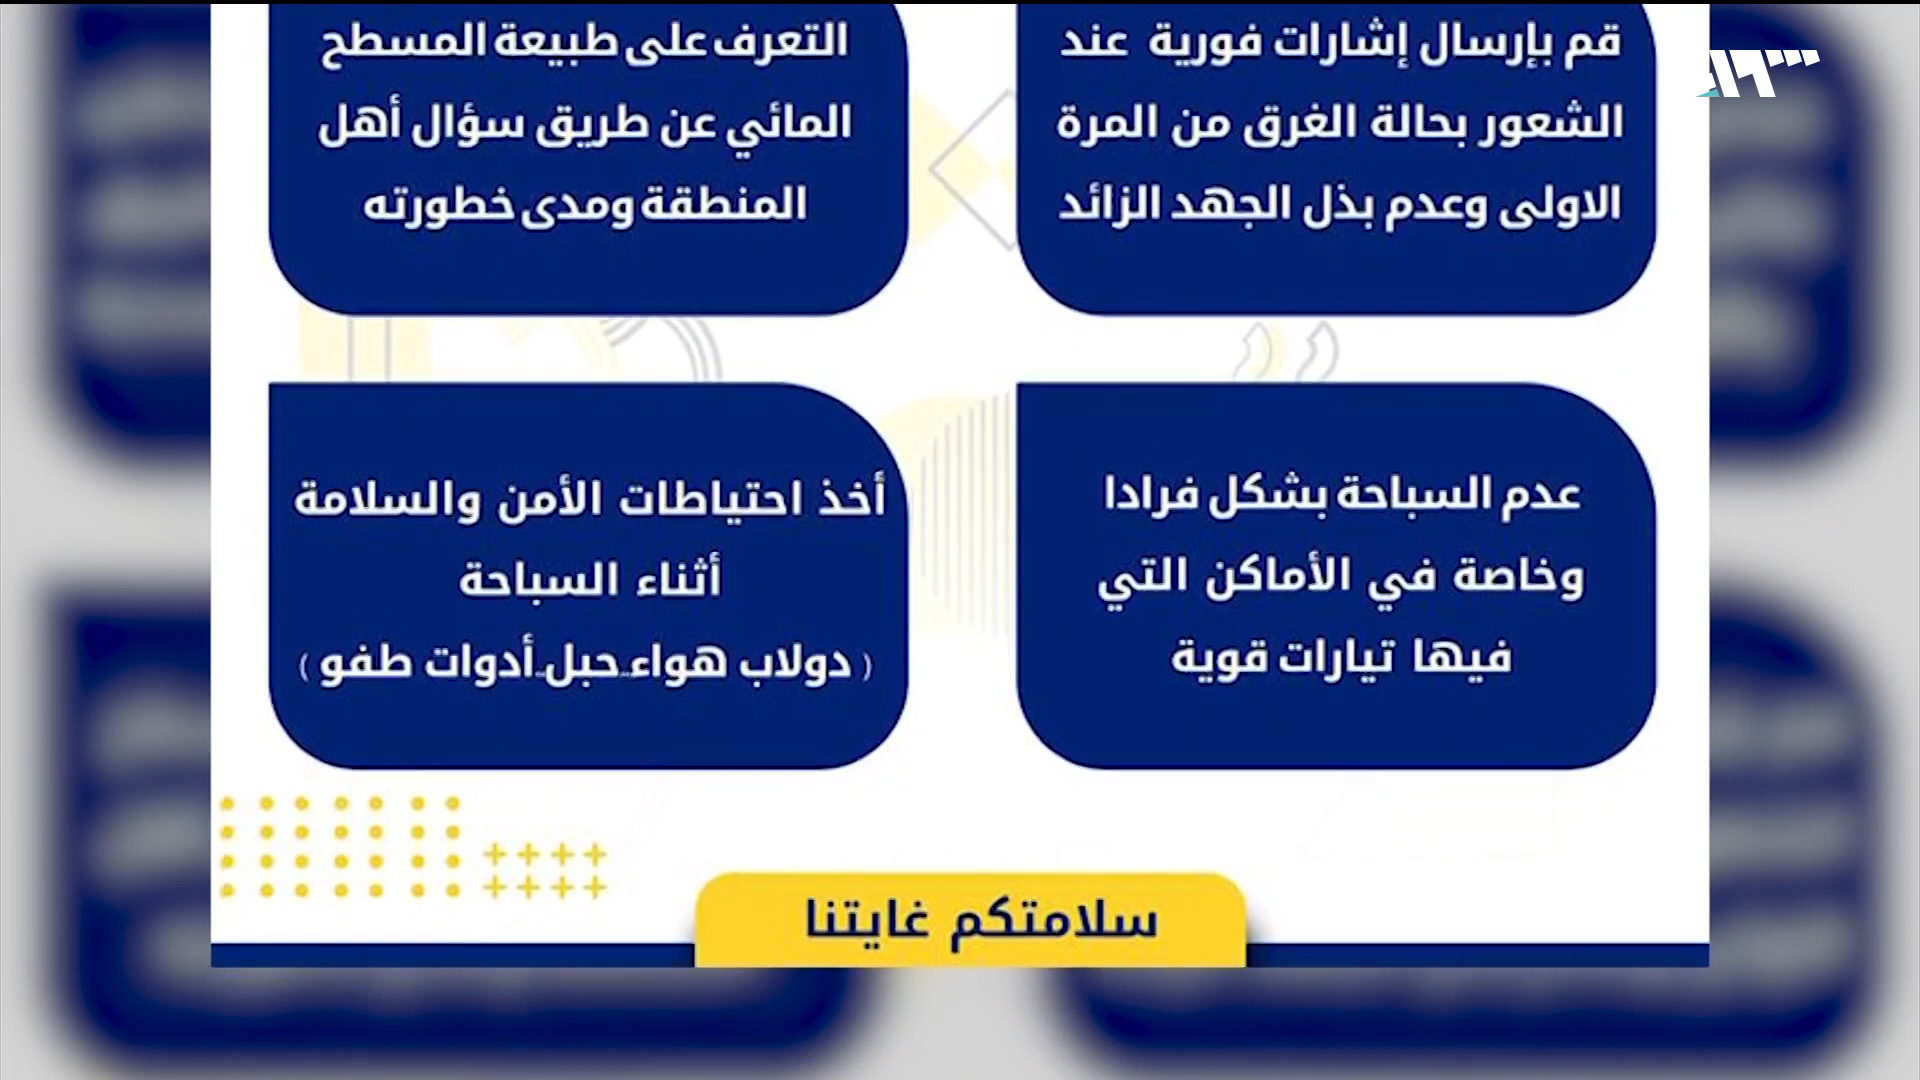 قم بإرسال إشارات فورية عند
الشعور بحالة الغرق من المرة
الاولى وعدم بذل الجهد الزائد
التعرف على طبيعة المسطح
المائي عن طريق سؤال أهل
المنطقة ومدى خطورته
عدم السباحة بشكل فرادا
وخاصة في الأماكن التي
فيها تيارات قوية
أخذ احتياطات الأمن والسلامة
أثناء السباحة
( دولاب هواء-حبل-أدوات طفو )
سلامتكم غايتنا